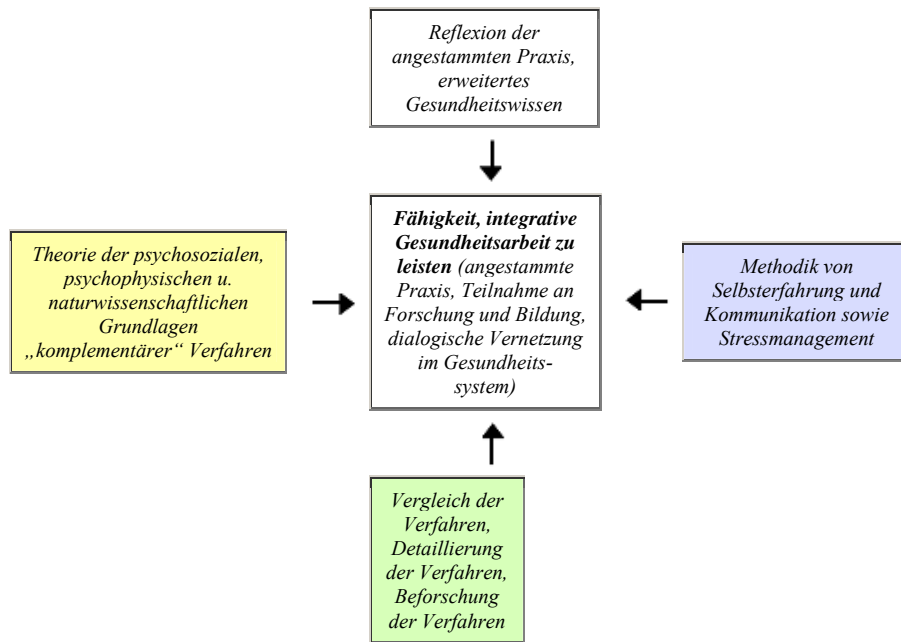 Reflexion der
angestammten Praxis,
erweitertes
Gesundheitswissen
Theorie der psychosozialen,
psychophysischen u.
naturwissenschaftlichen
Grundlagen
„komplementärer“ Verfahren
Fähigkeit, integrative
Gesundheitsarbeit zu
leisten (angestammte
Praxis, Teilnahme an
Forschung und Bildung,
dialogische Vernetzung
im Gesundheits-
system)
Methodik von
Selbsterfahrung und
Kommunikation sowie
Stressmanagement
Vergleich der
Verfahren,
Detaillierung
der Verfahren,
Beforschung
der Verfahren